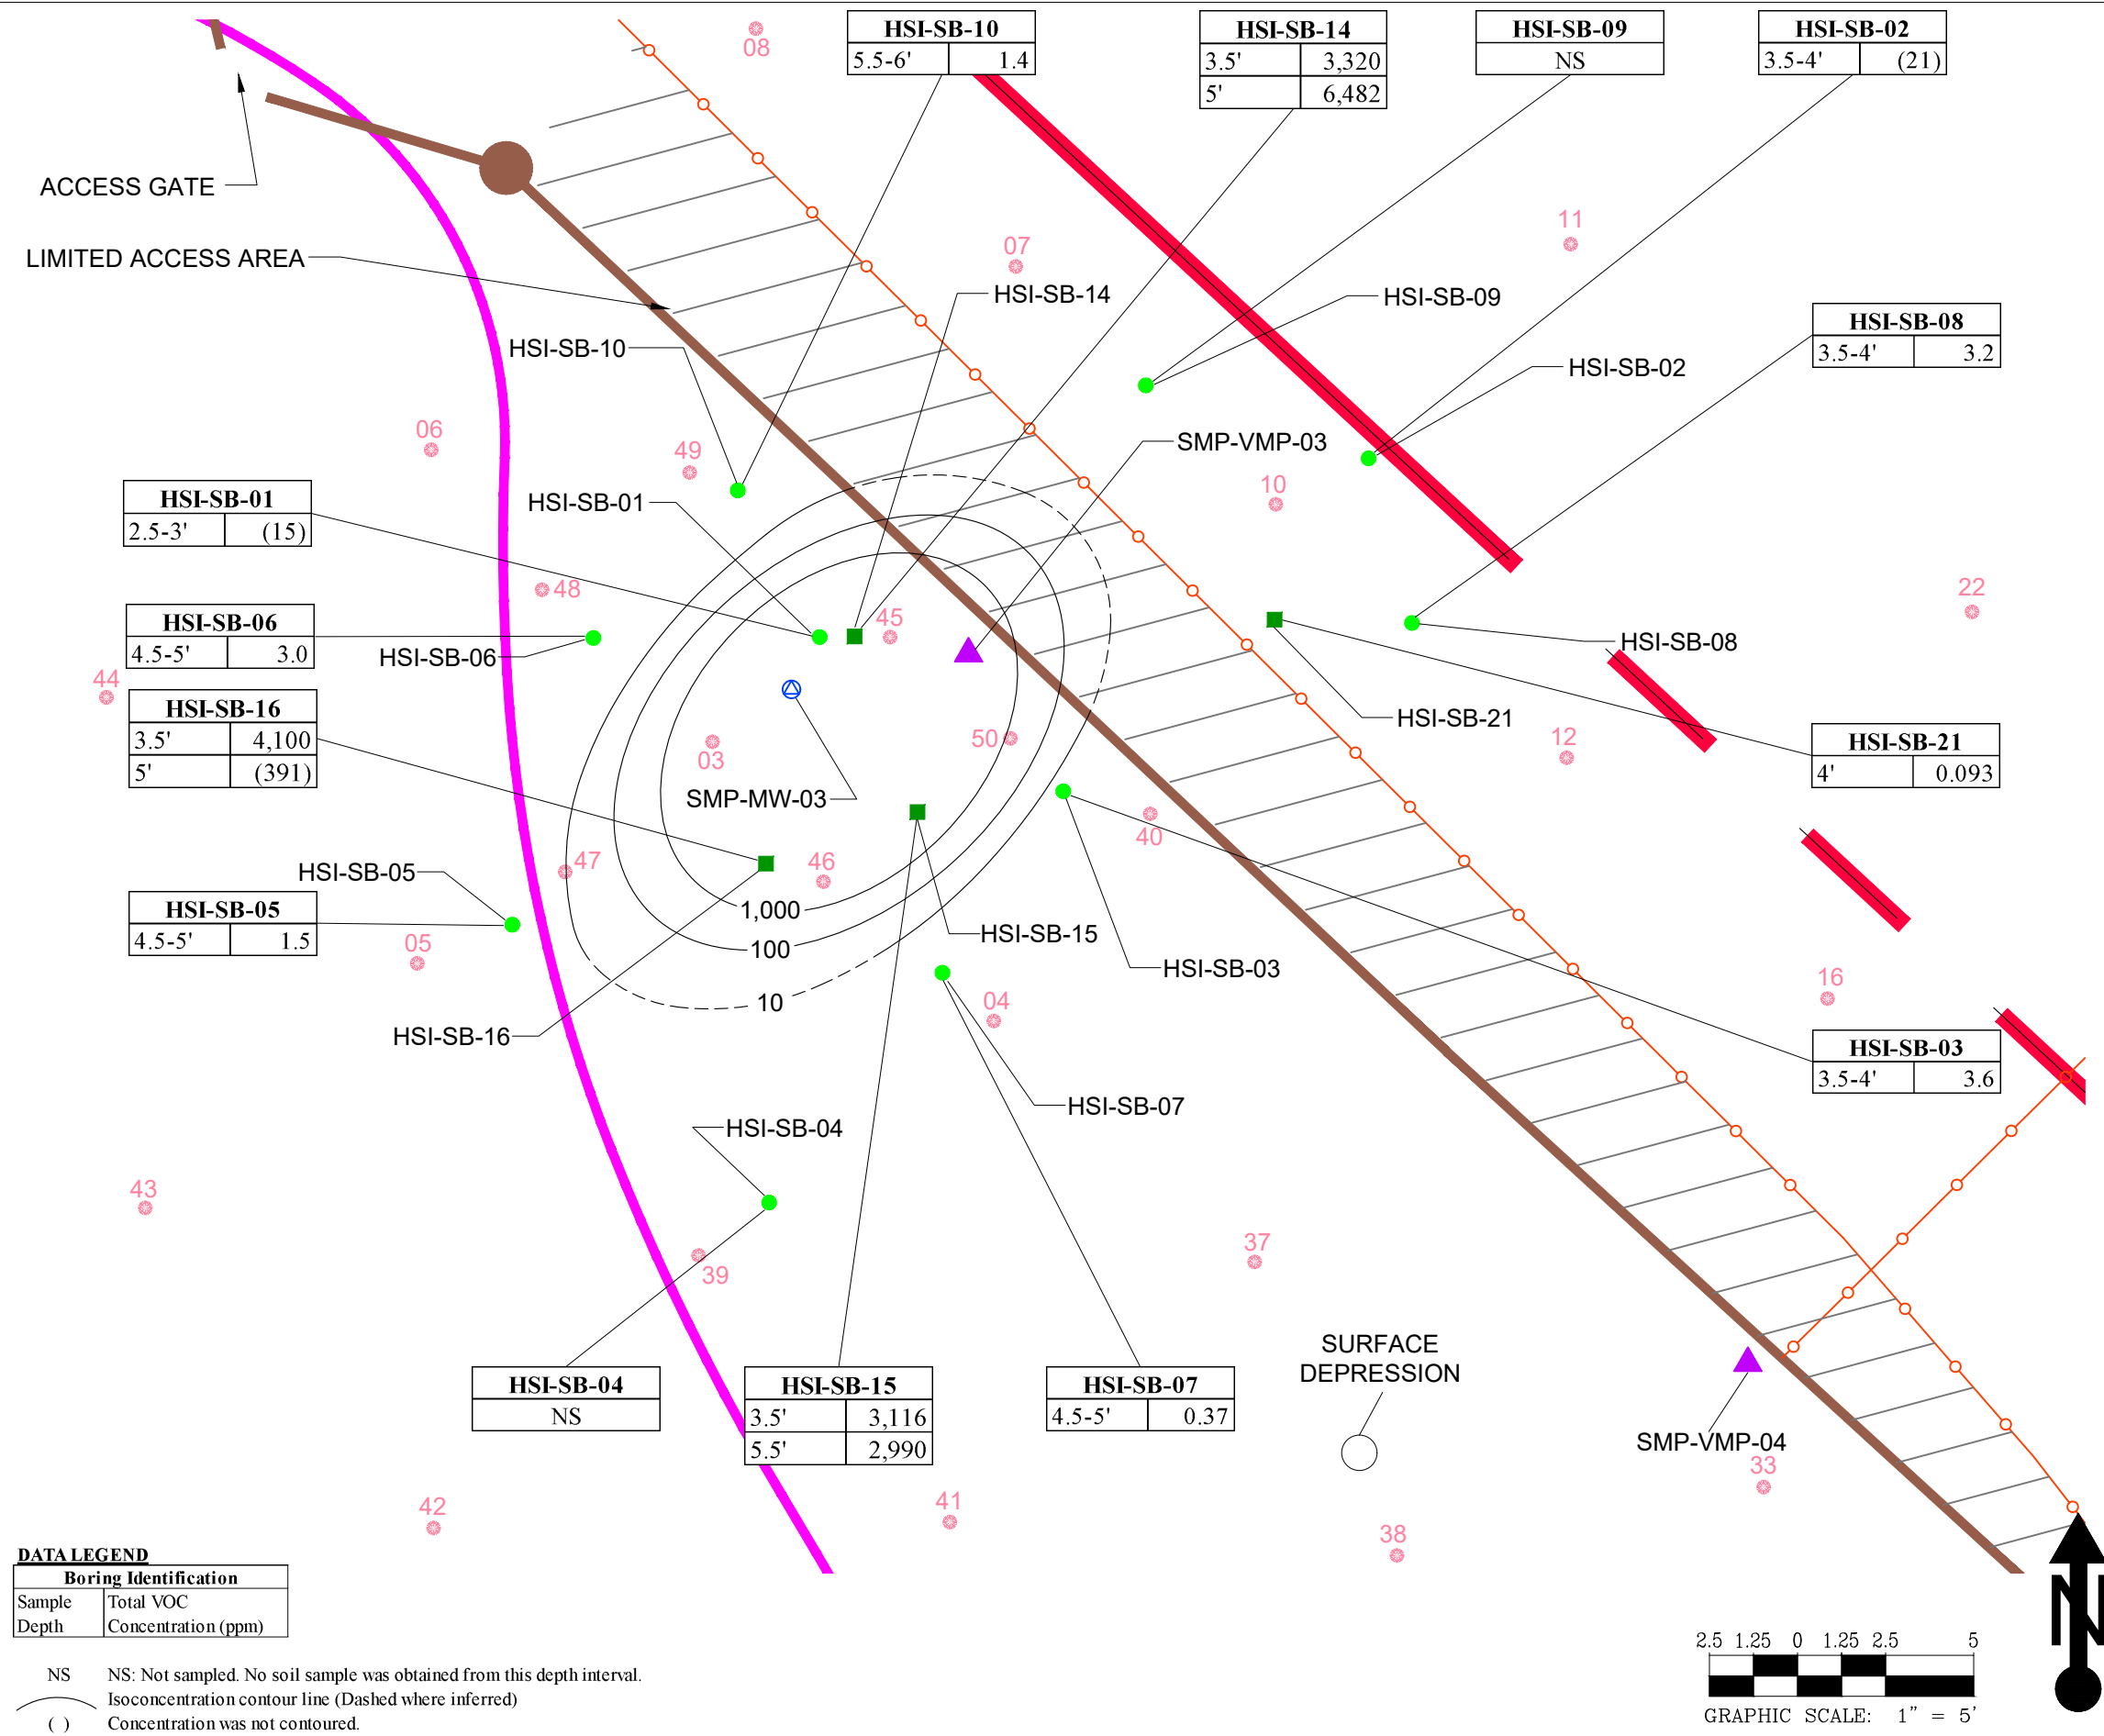 08
HSI-SB-10
5.5-6' 1.4
HSI-SB-14
3.5' 3,320
5' 6,482
HSI-SB-09
NS
HSI-SB-02
3.5-4' (21)
ACCESS GATE
LIMITED ACCESS AREA
07
11
HSI-SB-14
HSI-SB-09
HSI-SB-08
3.5-4' 3.2
HSI-SB-10
HSI-SB-02
06
49
SMP-VMP-03
10
HSI-SB-01
2.5-3' (15)
HSI-SB-01
48
22
HSI-SB-06
4.5-5' 3.0
HSI-SB-06
45
HSI-SB-08
44
HSI-SB-16
3.5' 4,100
5' (391)
HSI-SB-21
03
50
12
HSI-SB-21
4' 0.093
SMP-MW-03
40
47
46
HSI-SB-05
HSI-SB-05
4.5-5' 1.5
1,000
100
10
05
HSI-SB-15
HSI-SB-03
16
04
HSI-SB-16
HSI-SB-03
3.5-4' 3.6
HSI-SB-07
HSI-SB-04
43
39
37
SURFACE
DEPRESSION
HSI-SB-04
NS
HSI-SB-15
3.5' 3,116
5.5' 2,990
HSI-SB-07
4.5-5' 0.37
SMP-VMP-04
33
42
41
38
DATA LEGEND
Boring Identification
Sample Total VOC
Depth Concentration (ppm)
NS NS: Not sampled. No soil sample was obtained from this depth interval.
Isoconcentration contour line (Dashed where inferred)
( ) Concentration was not contoured.
N
2.5 1.25 0 1.25 2.5 5
GRAPHIC SCALE: 1" = 5'